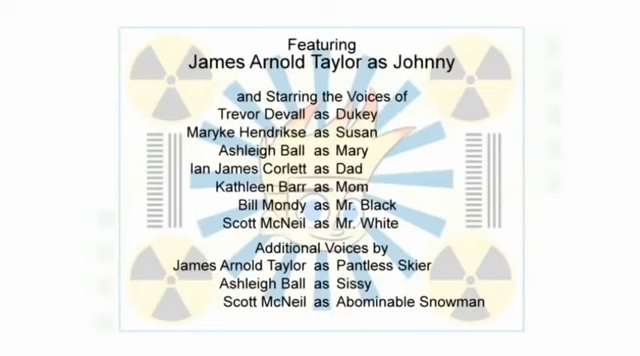 Featuring
James Arnold Taylor as Johnny
and Starring the Voices of
Trevor Devall as Dukey
Maryke Hendrikse as Susan
Ashleigh Ball as Mary
Ian James Corlett as Dad
Kathleen Barr as Mom
Bill Mondy as Mr. Black
Scott McNeil as Mr. White
Additional Voices by
James Arnold Taylor as Pantless Skier
Ashleigh Ball as Sissy
Scott McNeil as Abominable Snowman